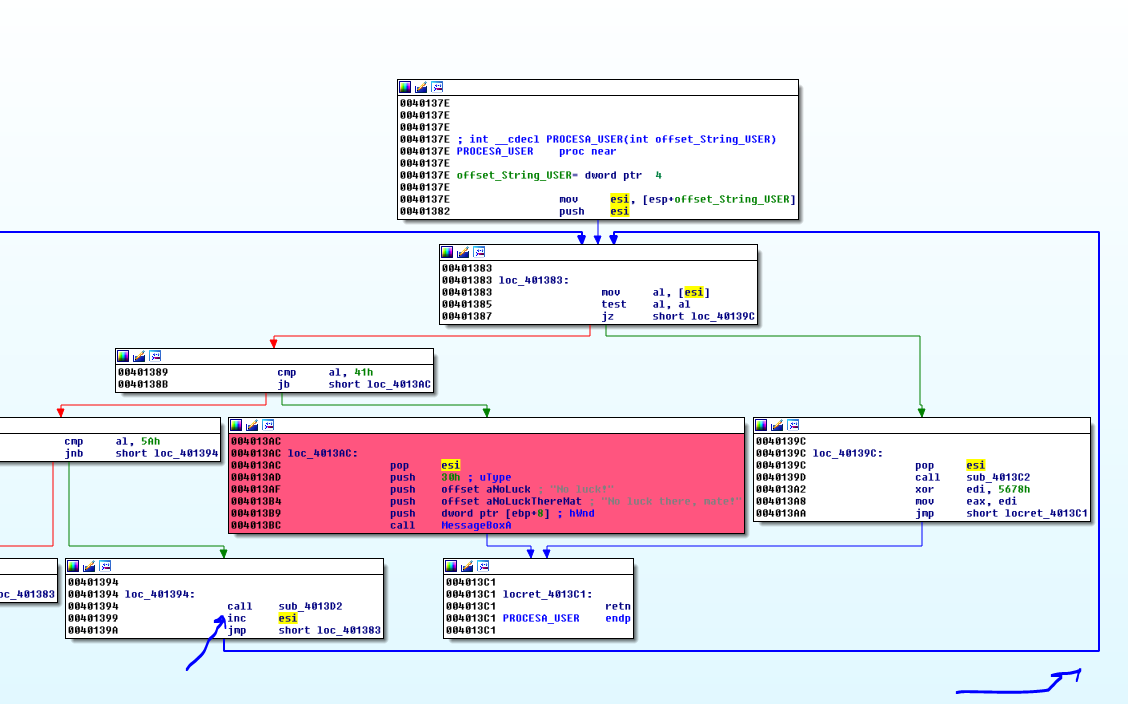 0040137E
0040137E
0040137E
0040137E ; int __cdecl PROCESA_USER(int offset_String_USER)
0040137E PROCESA_USER proc near
0040137E
0040137E offset_String_USER= dword ptr 4
0040137E
0040137E mov esi, [esp+offset_String_USER]
00401382 push esi
00401383
00401383 loc_401383:
00401383 mov al, [esi]
00401385 test al, al
00401387 jz short loc_40139C
00401389 cmp al, 41h
0040138B jb short loc_4013AC
cmp al, 5Ah
jnb short loc_401394
004013AC
004013AC loc_4013AC:
004013AC pop esi
004013AD push 30h ; uType
004013AF push offset aNoLuck ; "No luck!"
004013B4 push offset aNoLuckThereMat ; "No luck there, mate!"
004013B9 push dword ptr [ebp+8] ; hWnd
004013BC call MessageBoxA
0040139C
0040139C loc_40139C:
0040139C pop esi
0040139D call sub_4013C2
004013A2 xor edi, 5678h
004013A8 mov eax, edi
004013AA jmp short locret_4013C1
oc_401383
00401394
00401394 loc_401394:
00401394 call sub_4013D2
00401399 inc esi
0040139A jmp short loc_401383
004013C1
004013C1 locret_4013C1:
004013C1 retn
004013C1 PROCESA_USER endp
004013C1